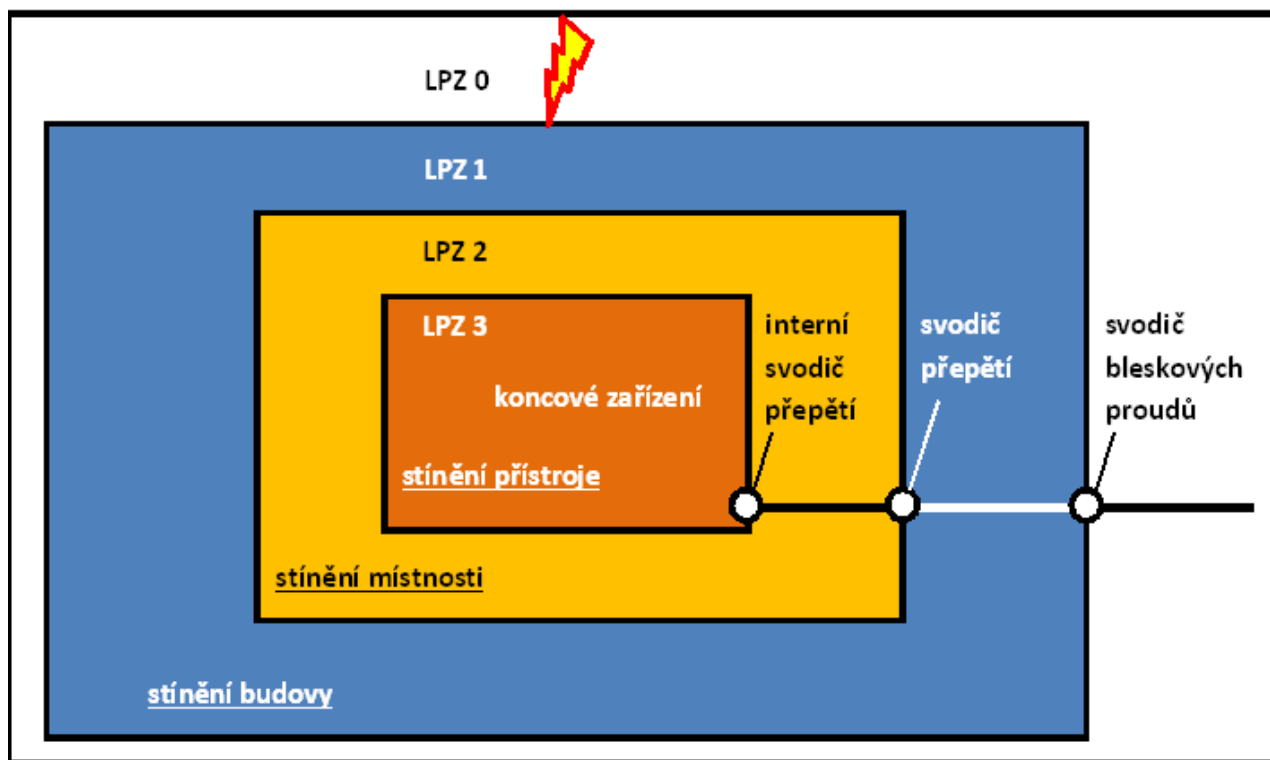 LPZ 0
LPZ 1
LPZ 2
LPZ 3
koncové zařízení
stínění přístroje
interní
svodič
přepětí
svodič
přepětí
svodič
bleskových
proudů
stínění místnosti
stínění budovy